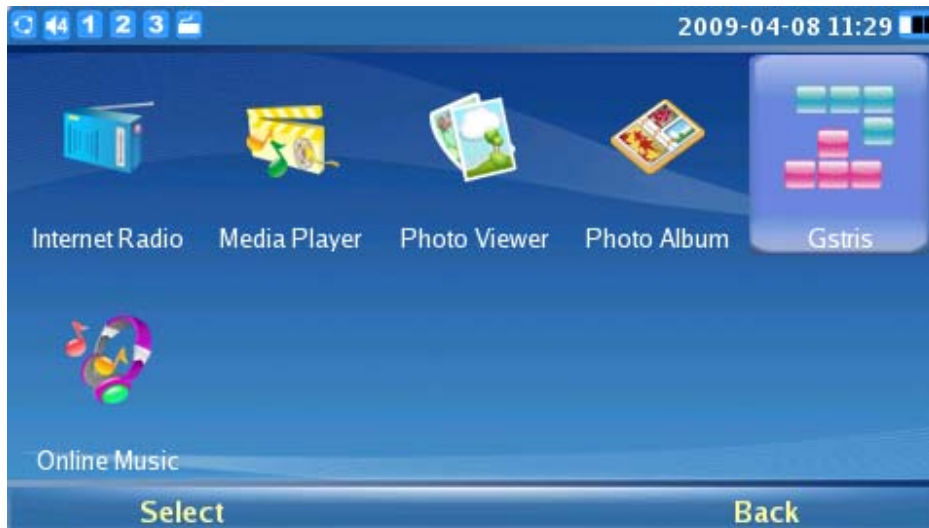 4 1 2 3 2009-04-08 11:29
Internet Radio Media Player Photo Viewer Photo Album Gstris
Online Music
Select Back